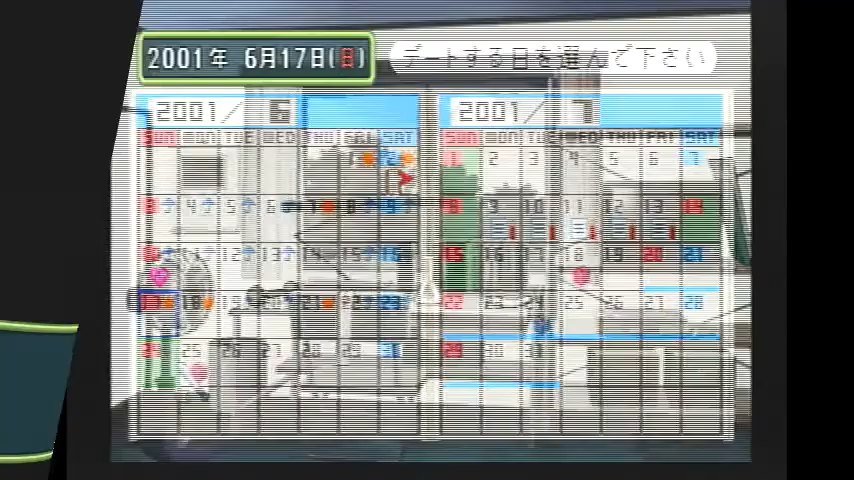 2001年 6月17日(日)
デートする日を選んで下さい
2001/ 6
2001/ 7
SUN MON TUE WED THU FRI SAT
SUN MON TUE WED THU FRI SAT
1 2
1 2 3 4 5 6 7
3 4 5 6 7 8 9
8 9 10 11 12 13 14
10 11 12 13 14 15 16
15 16 17 18 19 20 21
17 18 19 20 21 22 23
22 23 24 25 26 27 28
24 25 26 27 28 29 30
29 30 31